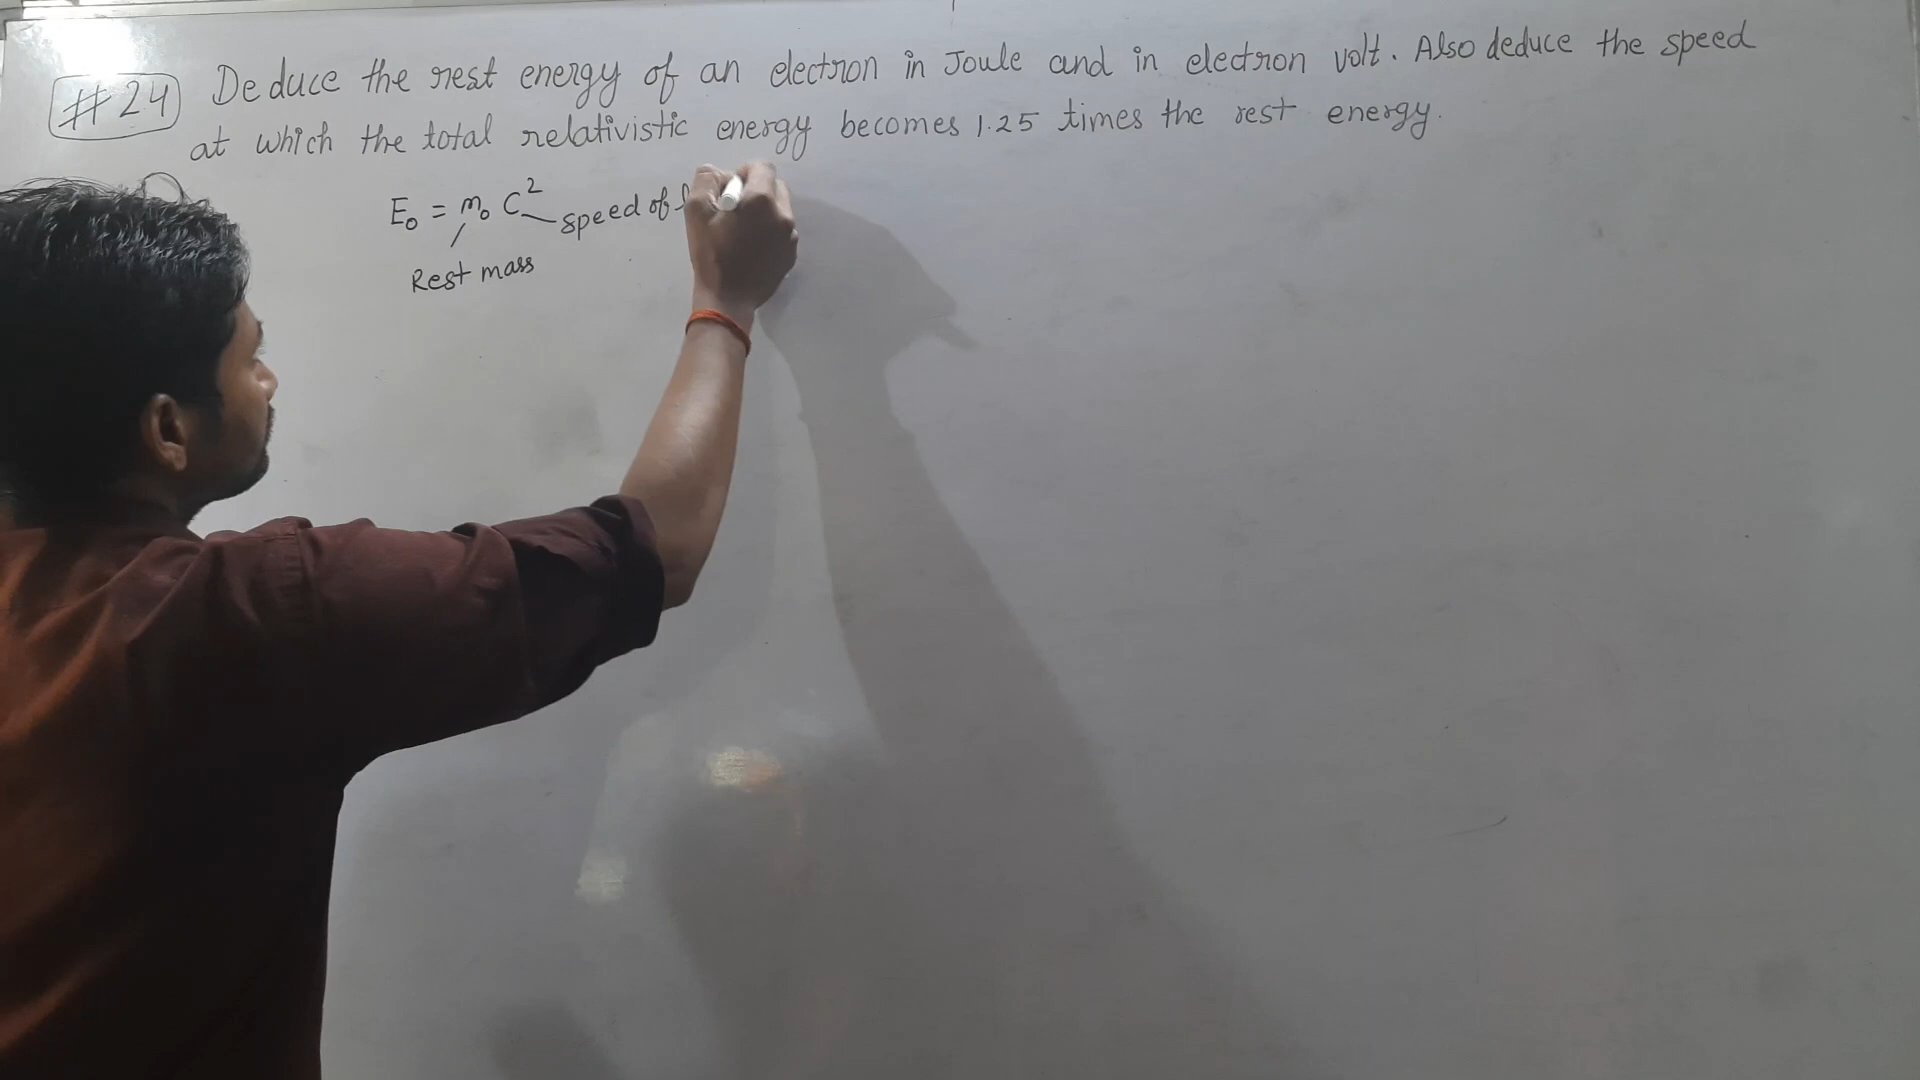 #24 Deduce the rest energy of an electron in Joule and in electron volt. Also deduce the speed
at which the total relativistic energy becomes 1.25 times the rest energy.
E₀ = m₀ C² speed of
Rest mass